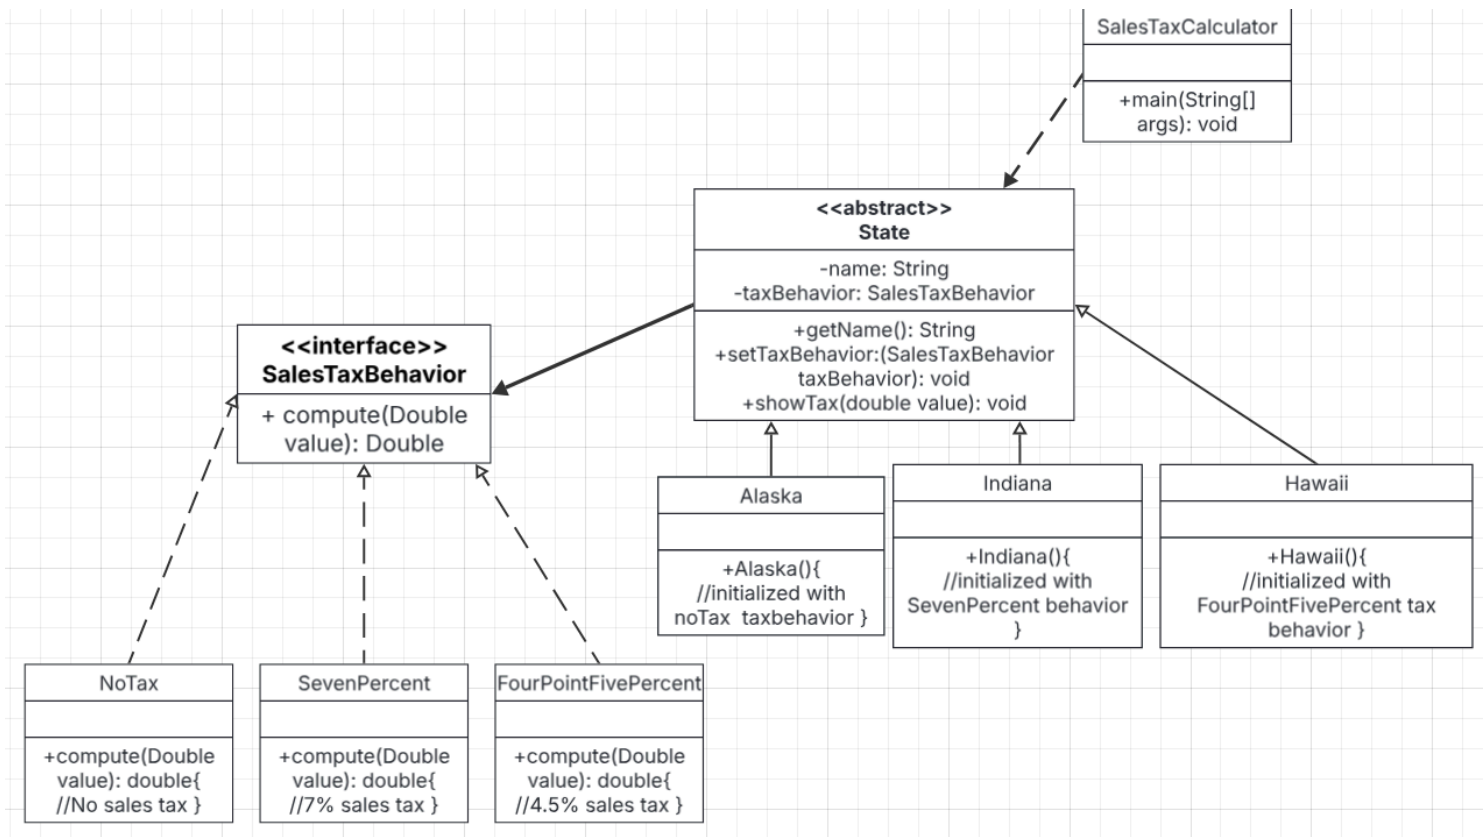 SalesTaxCalculator
+main(String[]
args): void
<<abstract>>
State
-name: String
-taxBehavior: SalesTaxBehavior
+getName(): String
+setTaxBehavior:(SalesTaxBehavior
taxBehavior): void
+showTax(double value): void
<<interface>>
SalesTaxBehavior
+ compute(Double
value): Double
Alaska
+Alaska(){
//initialized with
noTax taxbehavior }
Indiana
+Indiana(){
//initialized with
SevenPercent behavior
}
Hawaii
+Hawaii(){
//initialized with
FourPointFivePercent tax
behavior }
NoTax
+compute(Double
value): double{
//No sales tax }
SevenPercent
+compute(Double
value): double{
//7% sales tax }
FourPointFivePercent
+compute(Double
value): double{
//4.5% sales tax }